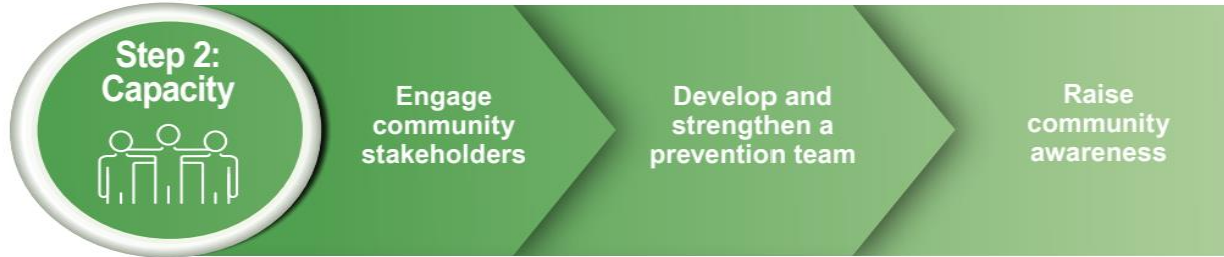 Step 2:
Capacity
Engage
community
stakeholders
Develop and
strengthen a
prevention team
Raise
community
awareness